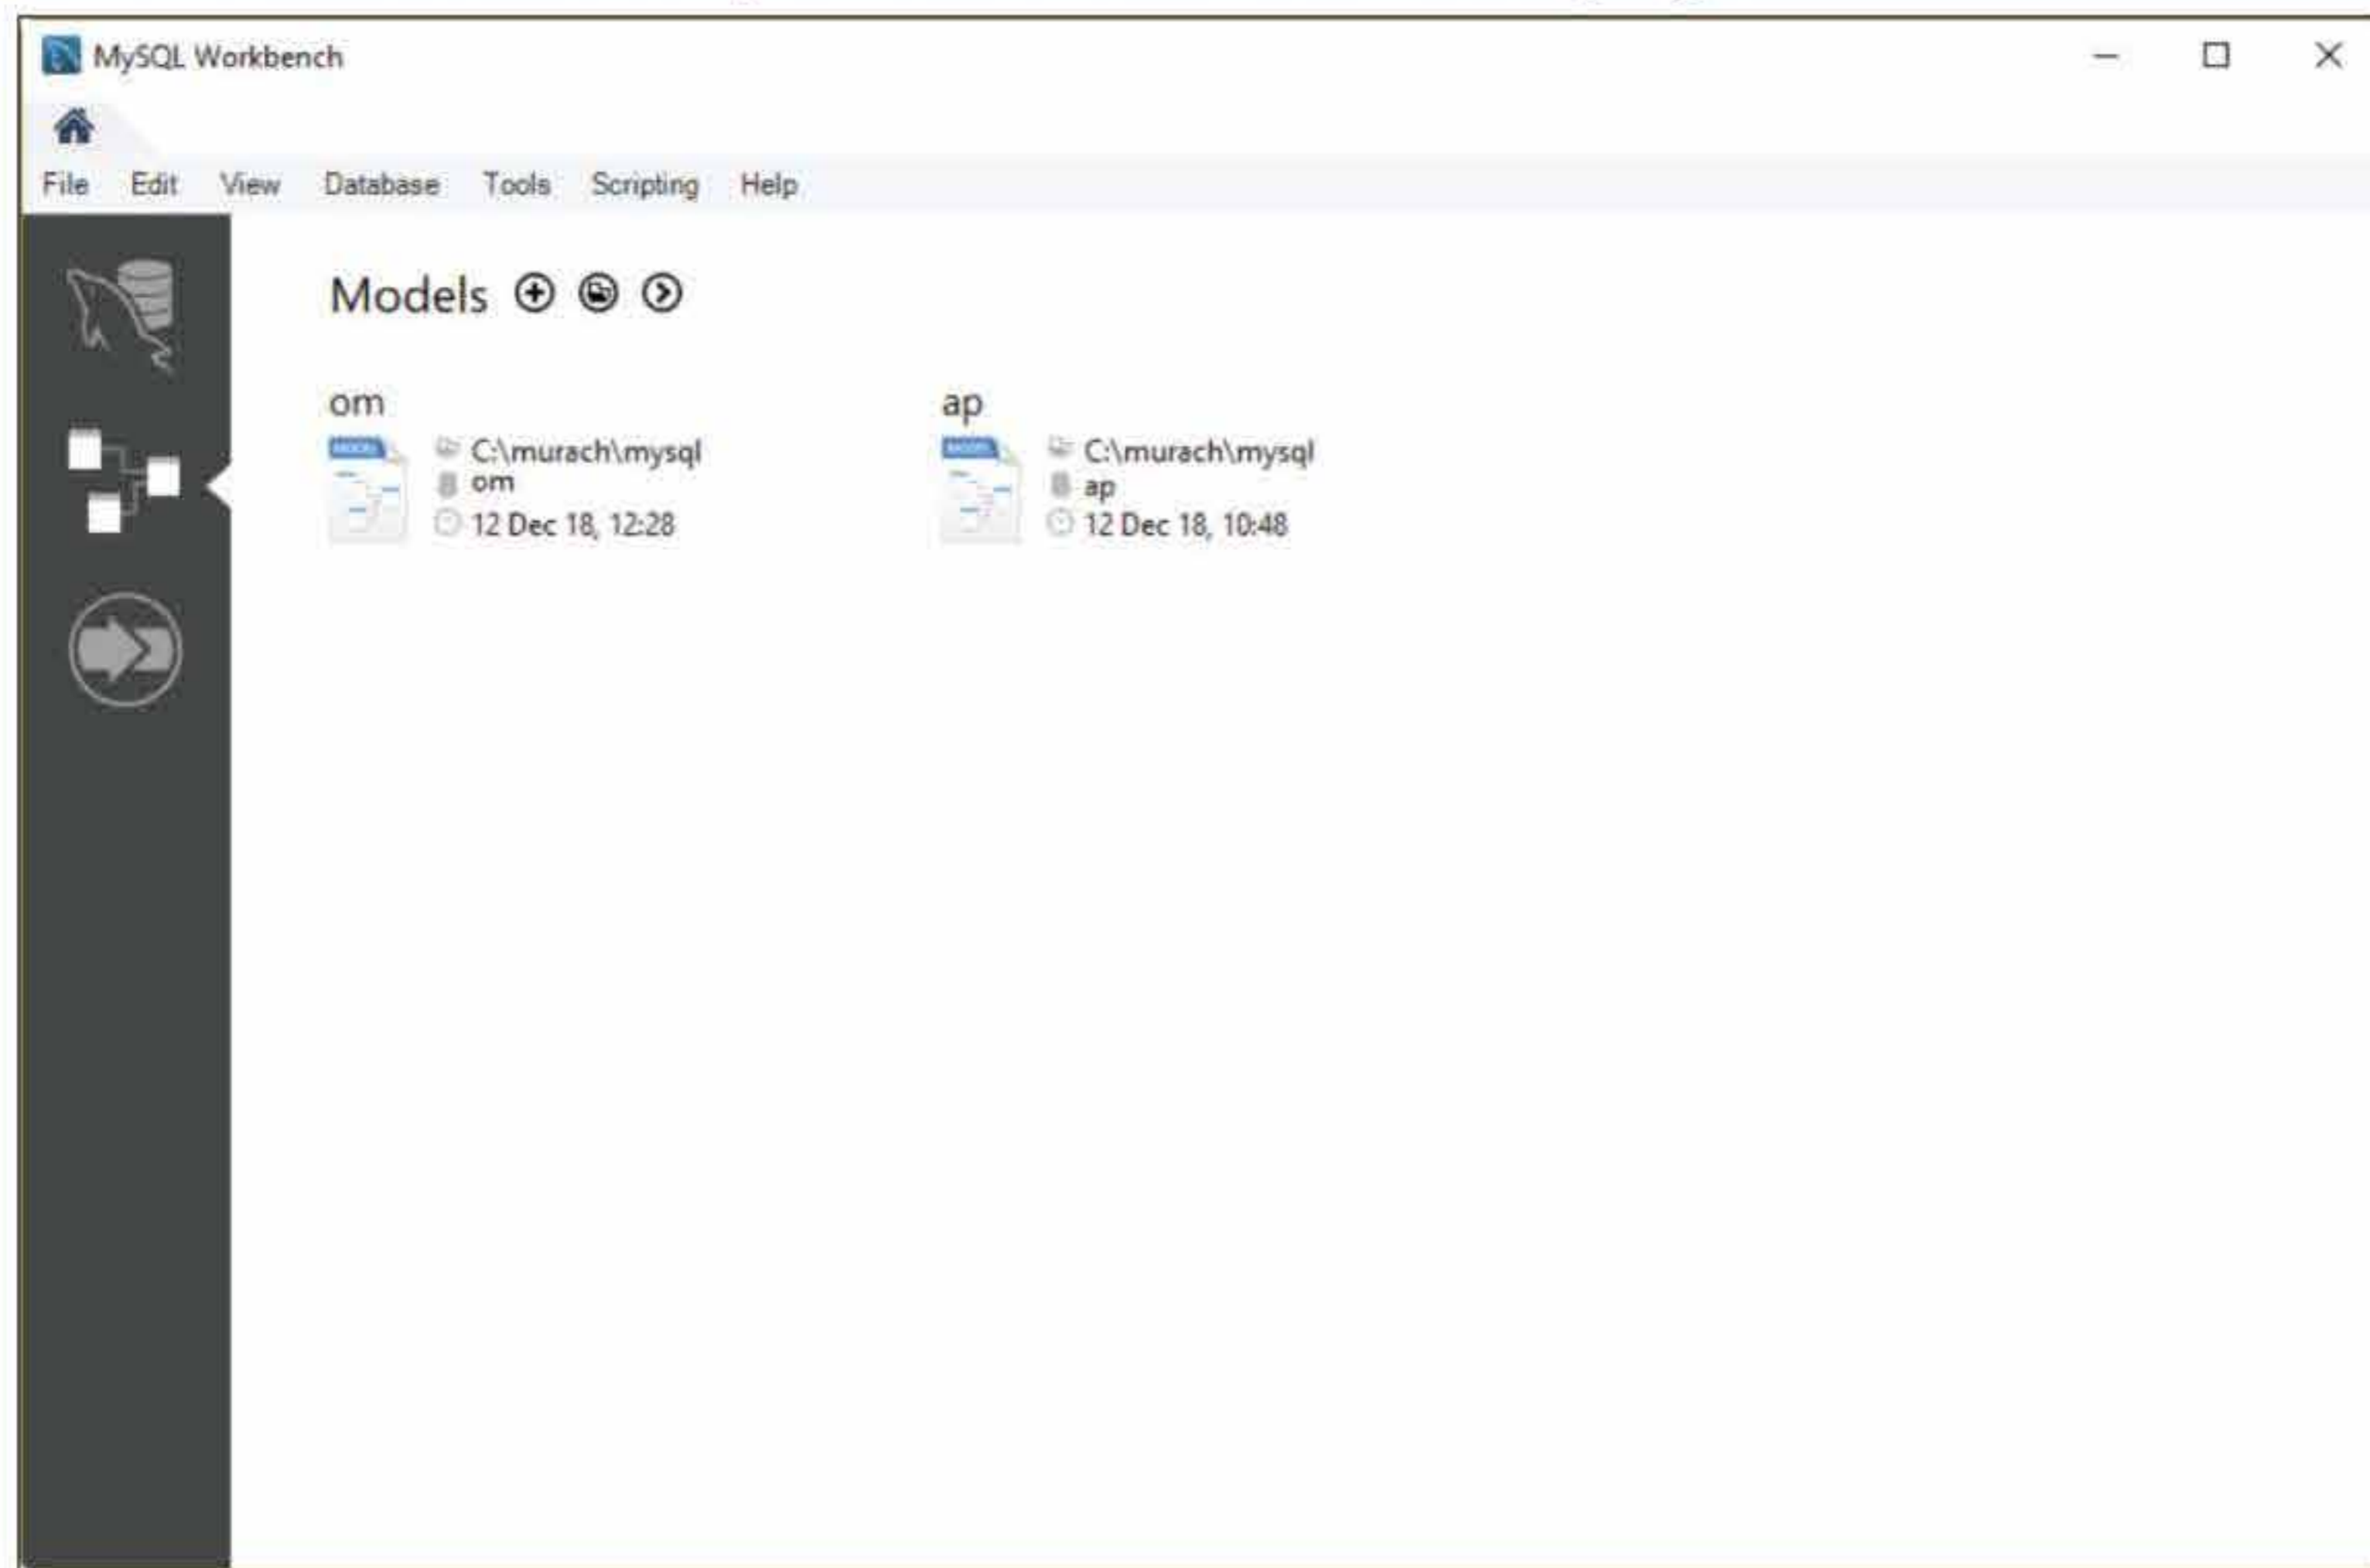 MySQL Workbench
File Edit View Database Tools Scripting Help
Models
om
C:\murach\mysql
om
12 Dec 18, 12:28
ap
C:\murach\mysql
ap
12 Dec 18, 10:48